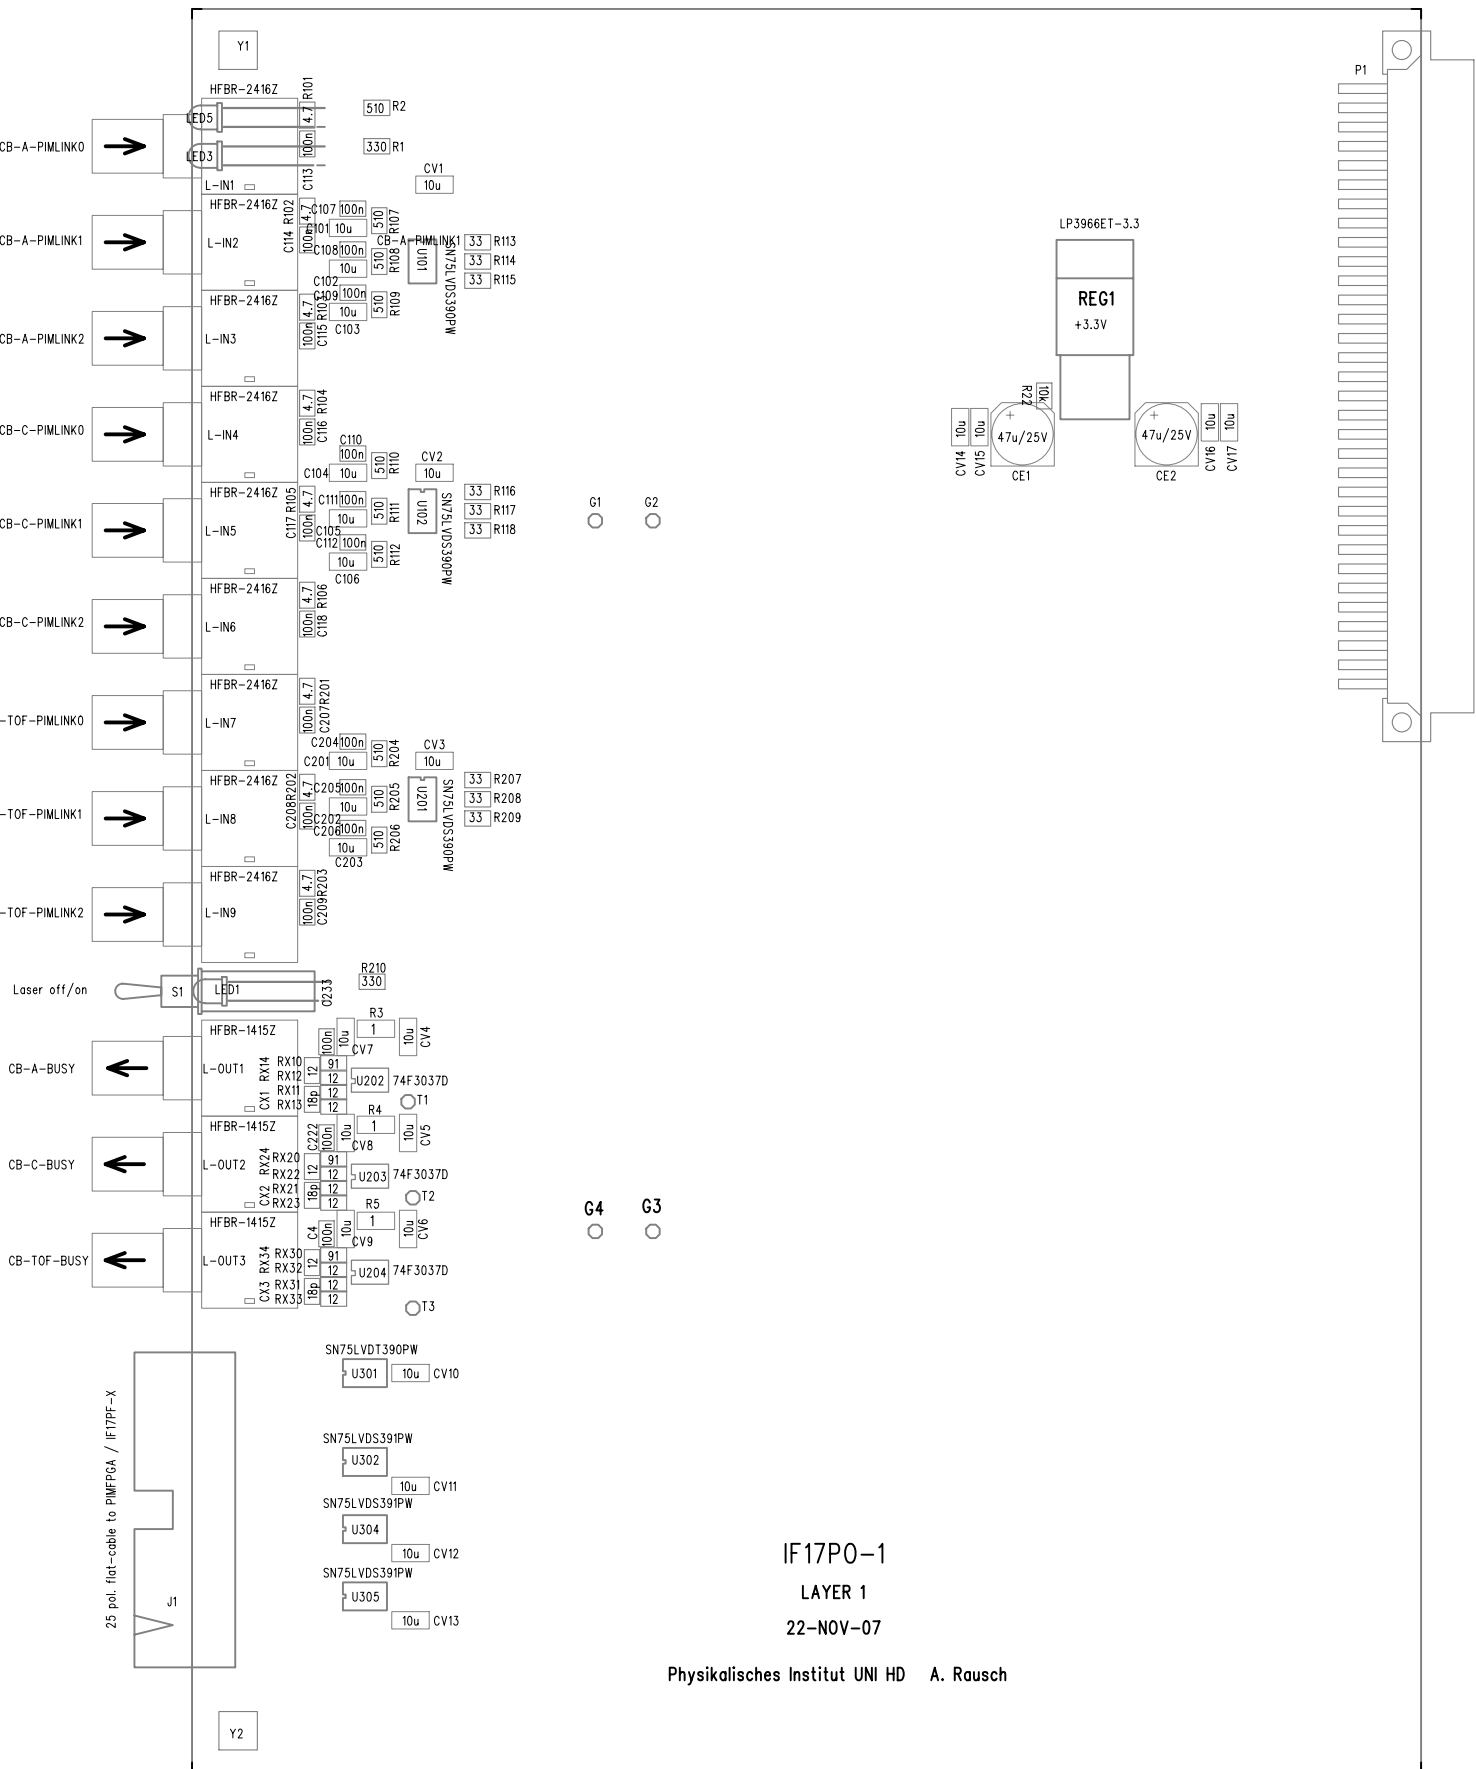 Y1
P1
HFBR-2416Z
R101
LED5
4.7
510 R2
CB-A-PIMLINK0
LED3
100n
330 R1
C113
CV1
10u
L-IN1
HFBR-2416Z
R102
4.7
C107
100n
510
R107
C101
10u
LP3966ET-3.3
CB-A-PIMLINK1
L-IN2
C114
100n
C108
100n
510
R108
10u
C102
CB-A-PIMLINK1
U101
SN75LVDS390PW
33 R113
33 R114
33 R115
HFBR-2416Z
R103
4.7
C109
100n
510
R109
10u
C103
REG1
+3.3V
CB-A-PIMLINK2
L-IN3
100n
C115
HFBR-2416Z
4.7
R104
R22
10k
CB-C-PIMLINK0
L-IN4
100n
C116
C110
100n
C104
10u
510
R110
CV2
10u
10u
CV14
10u
CV15
+
47u/25V
CE1
+
47u/25V
CE2
10u
CV16
10u
CV17
HFBR-2416Z
R105
4.7
C111
100n
510
R111
10u
C105
U102
SN75LVDS390PW
33 R116
33 R117
33 R118
G1
G2
CB-C-PIMLINK1
L-IN5
C117
100n
C112
100n
510
R112
10u
C106
HFBR-2416Z
4.7
R106
CB-C-PIMLINK2
L-IN6
100n
C118
HFBR-2416Z
4.7
R201
-TOF-PIMLINK0
L-IN7
100n
C207
C204
100n
C201
10u
510
R204
CV3
10u
HFBR-2416Z
R202
4.7
C205
100n
510
R205
10u
C202
U201
SN75LVDS390PW
33 R207
33 R208
33 R209
-TOF-PIMLINK1
L-IN8
C208
100n
C206
100n
510
R206
10u
C203
HFBR-2416Z
4.7
R203
-TOF-PIMLINK2
L-IN9
100n
C209
Laser off/on
S1
LED1
C233
R210
330
HFBR-1415Z
100n
10u
CV7
R3
1
10u
CV4
CB-A-BUSY
L-OUT1
RX14
RX10
RX12
12
91
12
U202
74F3037D
CX1
RX11
RX13
18p
12
12
T1
HFBR-1415Z
C222
100n
10u
CV8
R4
1
10u
CV5
CB-C-BUSY
L-OUT2
RX24
RX20
RX22
12
91
12
U203
74F3037D
CX2
RX21
RX23
18p
12
12
T2
HFBR-1415Z
C4
100n
10u
CV9
R5
1
10u
CV6
G4
G3
CB-TOF-BUSY
L-OUT3
RX34
RX30
RX32
12
91
12
U204
74F3037D
CX3
RX31
RX33
18p
12
12
T3
SN75LVDT390PW
U301
10u CV10
25 pol. flat-cable to PIMFPGA / IF17PF-X
SN75LVDS391PW
U302
10u CV11
SN75LVDS391PW
U304
10u CV12
SN75LVDS391PW
U305
10u CV13
J1
IF17PO-1
LAYER 1
22-NOV-07
Physikalisches Institut UNI HD A. Rausch
Y2